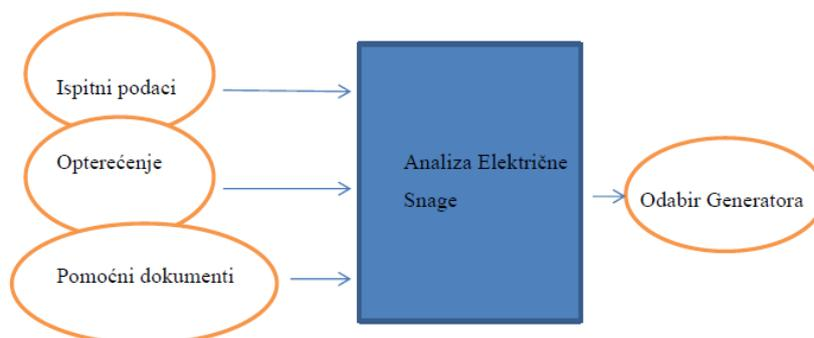 Ispitni podaci
Opterećenje
Pomoćni dokumenti
Analiza Električne
Snage
Odabir Generatora